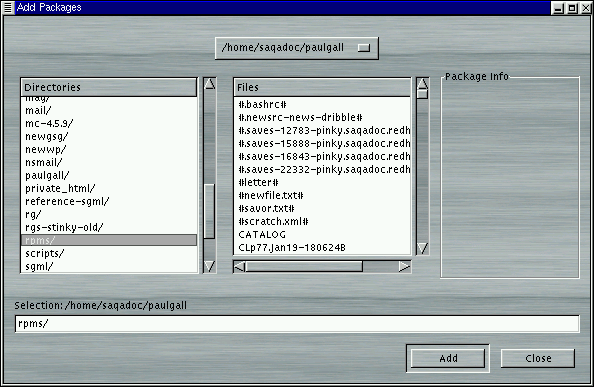 Add Packages
/home/saqadoc/paulgall
Directories
mag/
mail/
mc-4.5.9/
newgsg/
newwp/
nsmail/
paulgall/
private_html/
reference-sgml/
rg/
rgs-stinky-old/
rpms/
scripts/
sgml/
Files
#.bashrc#
#.newsrc-news-dribble#
#.saves-12783-pinky.saqadoc.redh
#.saves-15888-pinky.saqadoc.redh
#.saves-16843-pinky.saqadoc.redh
#.saves-22332-pinky.saqadoc.redh
#letter#
#newfile.txt#
#savor.txt#
#scratch.xml#
CATALOG
CLp77.Jan19-180624B
Package Info
Selection:/home/saqadoc/paulgall
rpms/
Add Close